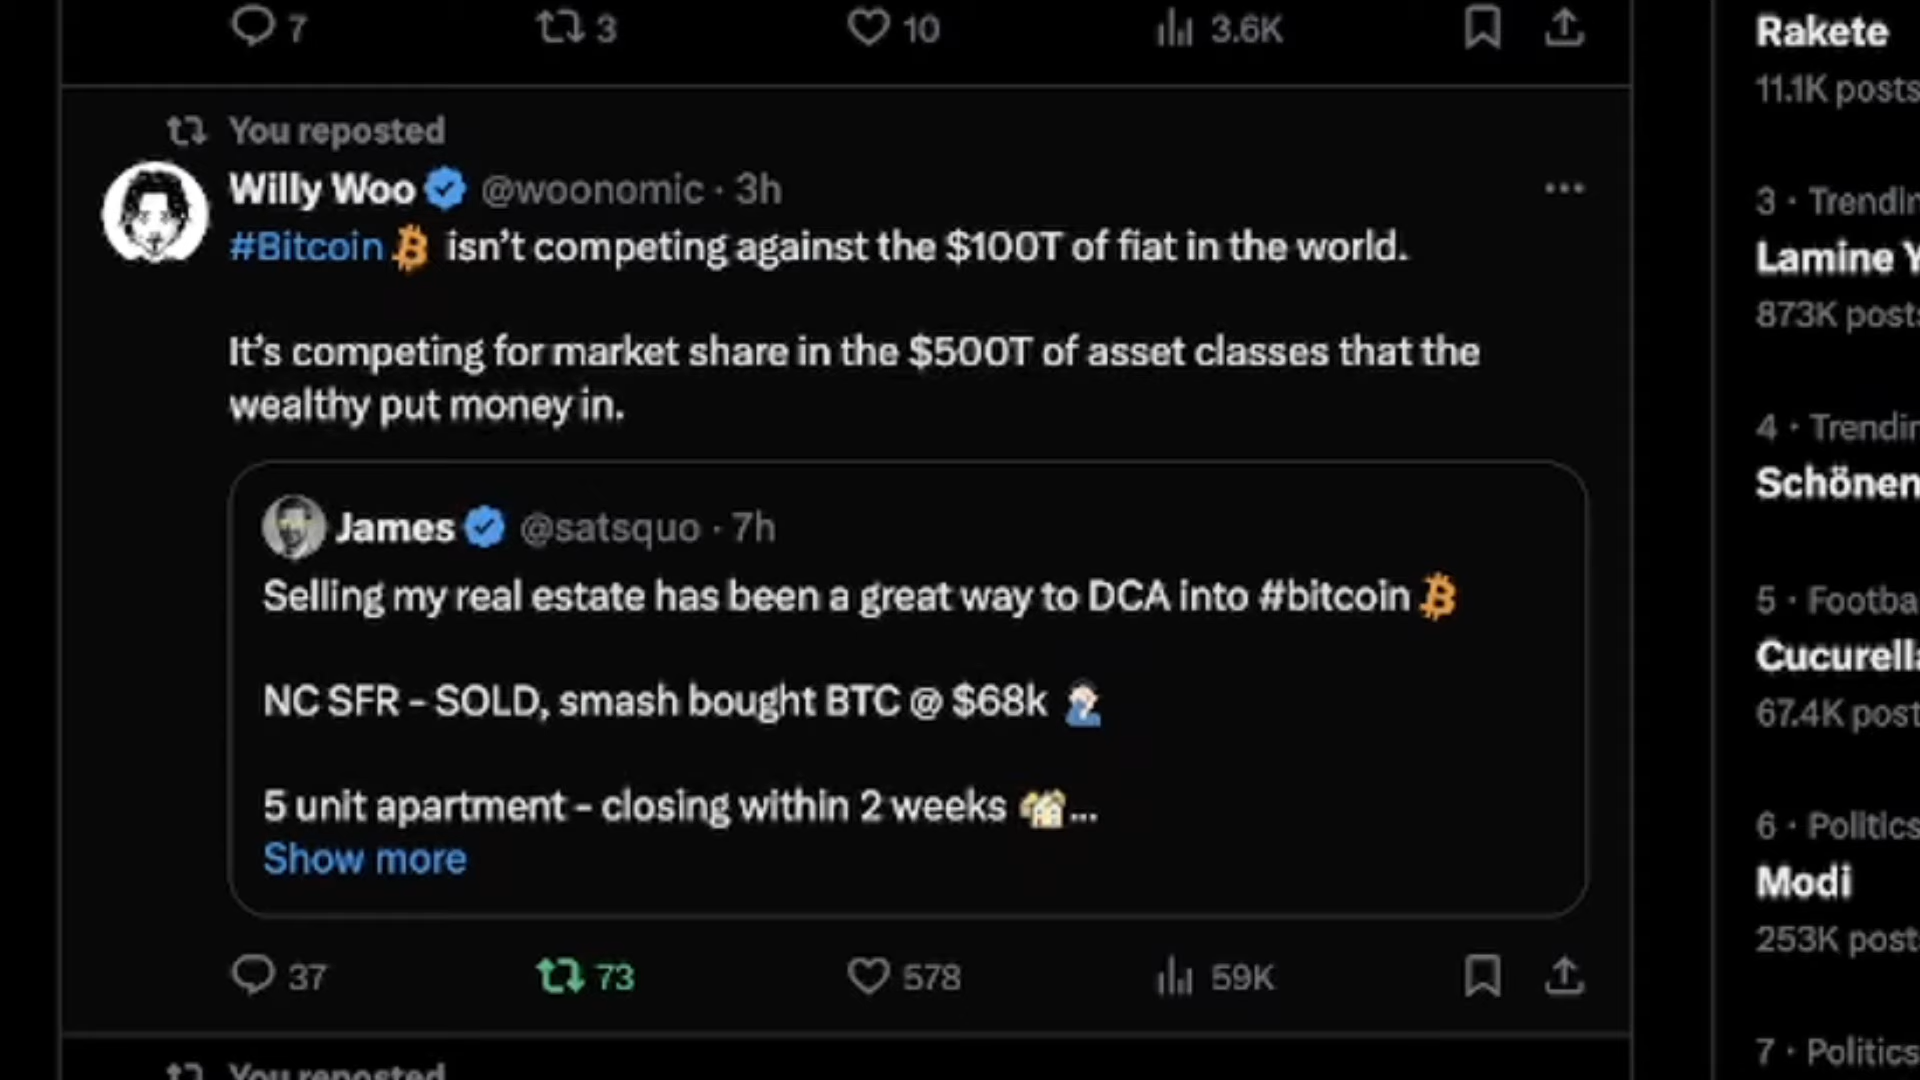 7 3 10 3.6K
You reposted
Willy Woo @woonomic · 3h
#Bitcoin isn't competing against the $100T of fiat in the world.
It's competing for market share in the $500T of asset classes that the
wealthy put money in.
James @satsquo · 7h
Selling my real estate has been a great way to DCA into #bitcoin
NC SFR – SOLD, smash bought BTC @ $68k
5 unit apartment – closing within 2 weeks ...
Show more
37 73 578 59K
You reposted
Rakete
11.1K posts
3 · Trendin
Lamine Y
873K posts
4 · Trendin
Schönen
5 · Footba
Cucurella
67.4K post
6 · Politics
Modi
253K post
7 · Politics